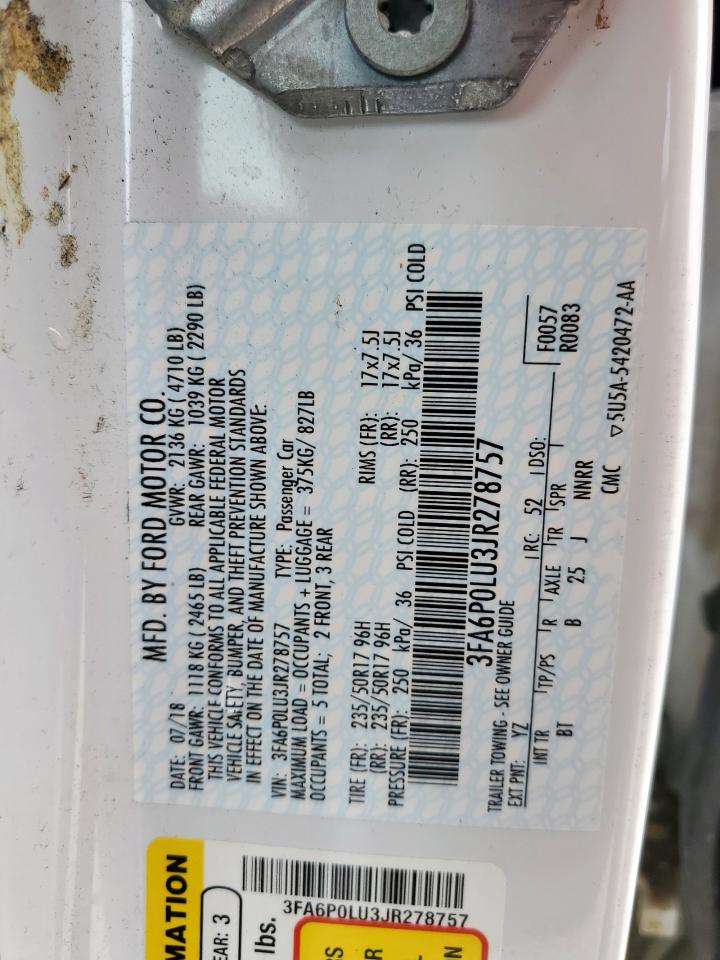 MFD. BY FORD MOTOR CO.
DATE: 07/18 GVWR: 2136 KG ( 4710 LB)
FRONT GAWR: 1118 KG ( 2465 LB) REAR GAWR: 1039 KG ( 2290 LB)
THIS VEHICLE CONFORMS TO ALL APPLICABLE FEDERAL MOTOR
VEHICLE SAFETY, BUMPER, AND THEFT PREVENTION STANDARDS
IN EFFECT ON THE DATE OF MANUFACTURE SHOWN ABOVE.
VIN: 3FA6P0LU3JR278757 TYPE: Passenger Car
MAXIMUM LOAD = OCCUPANTS + LUGGAGE = 375KG/ 827LB
OCCUPANTS = 5 TOTAL; 2 FRONT, 3 REAR
TIRE (FR): 235/50R17 96H RIMS (FR): 17x7.5J
(RR): 235/50R17 96H (RR): 17x7.5J
PRESSURE (FR): 250 kPa/ 36 PSI COLD (RR): 250 kPa/ 36 PSI COLD
3FA6P0LU3JR278757
TRAILER TOWING - SEE OWNER GUIDE
F0057
R0083
EXT PNT: YZ RC: 52 DSO:
INT TR TP/PS R AXLE TR SPR
BT B 25 J NNRR
CMC ▽5U5A-5420472-AA
MATION
EAR: 3
lbs.
3FA6P0LU3JR278757
RS
R
L
N